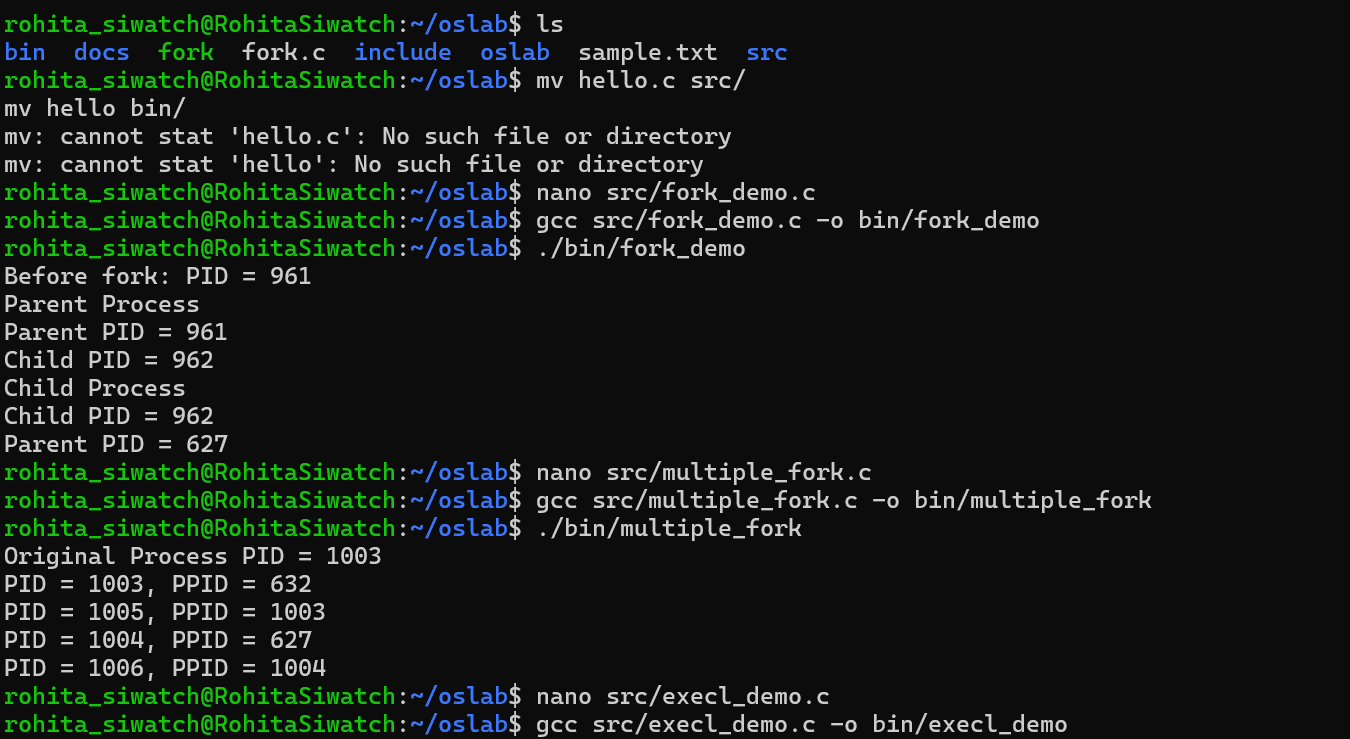 rohita_siwatch@RohitaSiwatch:~/oslab$ ls
bin  docs  fork  fork.c  include  oslab  sample.txt  src
rohita_siwatch@RohitaSiwatch:~/oslab$ mv hello.c src/
mv hello bin/
mv: cannot stat 'hello.c': No such file or directory
mv: cannot stat 'hello': No such file or directory
rohita_siwatch@RohitaSiwatch:~/oslab$ nano src/fork_demo.c
rohita_siwatch@RohitaSiwatch:~/oslab$ gcc src/fork_demo.c -o bin/fork_demo
rohita_siwatch@RohitaSiwatch:~/oslab$ ./bin/fork_demo
Before fork: PID = 961
Parent Process
Parent PID = 961
Child PID = 962
Child Process
Child PID = 962
Parent PID = 627
rohita_siwatch@RohitaSiwatch:~/oslab$ nano src/multiple_fork.c
rohita_siwatch@RohitaSiwatch:~/oslab$ gcc src/multiple_fork.c -o bin/multiple_fork
rohita_siwatch@RohitaSiwatch:~/oslab$ ./bin/multiple_fork
Original Process PID = 1003
PID = 1003, PPID = 632
PID = 1005, PPID = 1003
PID = 1004, PPID = 627
PID = 1006, PPID = 1004
rohita_siwatch@RohitaSiwatch:~/oslab$ nano src/execl_demo.c
rohita_siwatch@RohitaSiwatch:~/oslab$ gcc src/execl_demo.c -o bin/execl_demo